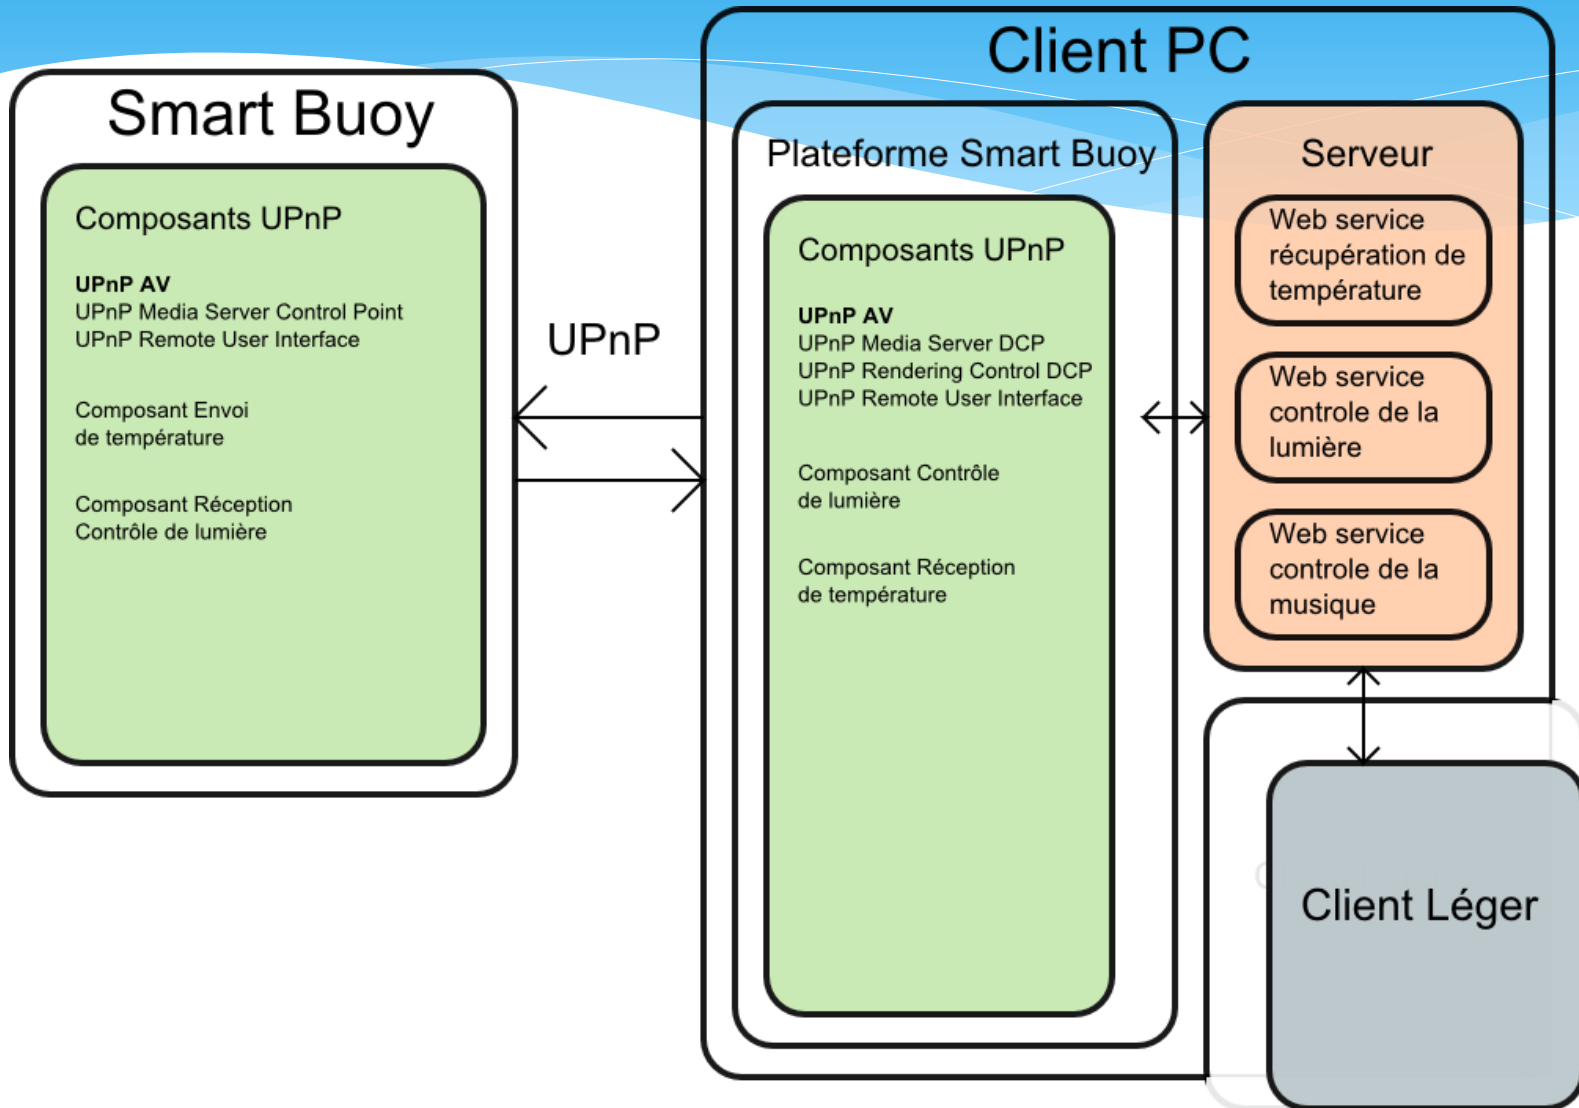 Smart Buoy
Composants UPnP
UPnP AV
UPnP Media Server Control Point
UPnP Remote User Interface
Composant Envoi
de température
Composant Réception
Contrôle de lumière
UPnP
Client PC
Plateforme Smart Buoy
Composants UPnP
UPnP AV
UPnP Media Server DCP
UPnP Rendering Control DCP
UPnP Remote User Interface
Composant Contrôle
de lumière
Composant Réception
de température
Serveur
Web service
récupération de
température
Web service
controle de la
lumière
Web service
controle de la
musique
Client Léger